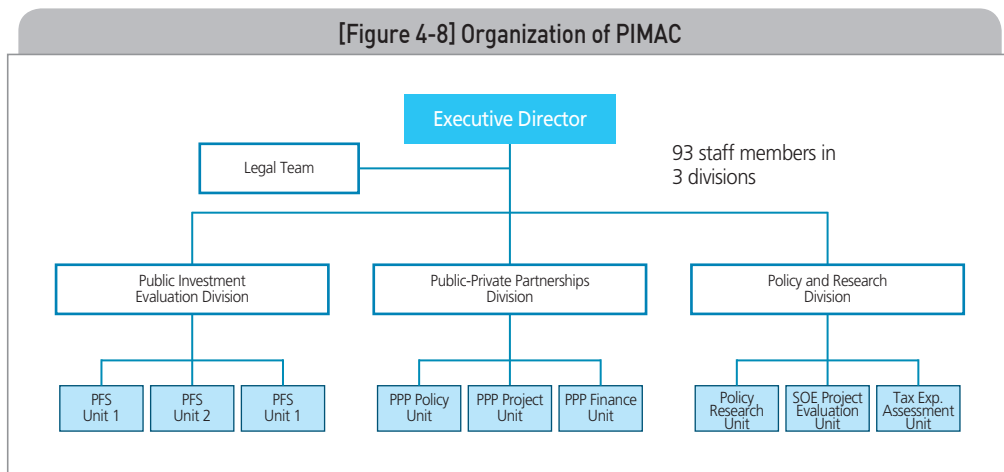 [Figure 4-8] Organization of PIMAC
Executive Director
Legal Team
93 staff members in
3 divisions
Public Investment
Evaluation Division
Public-Private Partnerships
Division
Policy and Research
Division
PFS
Unit 1
PFS
Unit 2
PFS
Unit 1
PPP Policy
Unit
PPP Project
Unit
PPP Finance
Unit
Policy
Research
Unit
SOE Project
Evaluation
Unit
Tax Exp.
Assessment
Unit